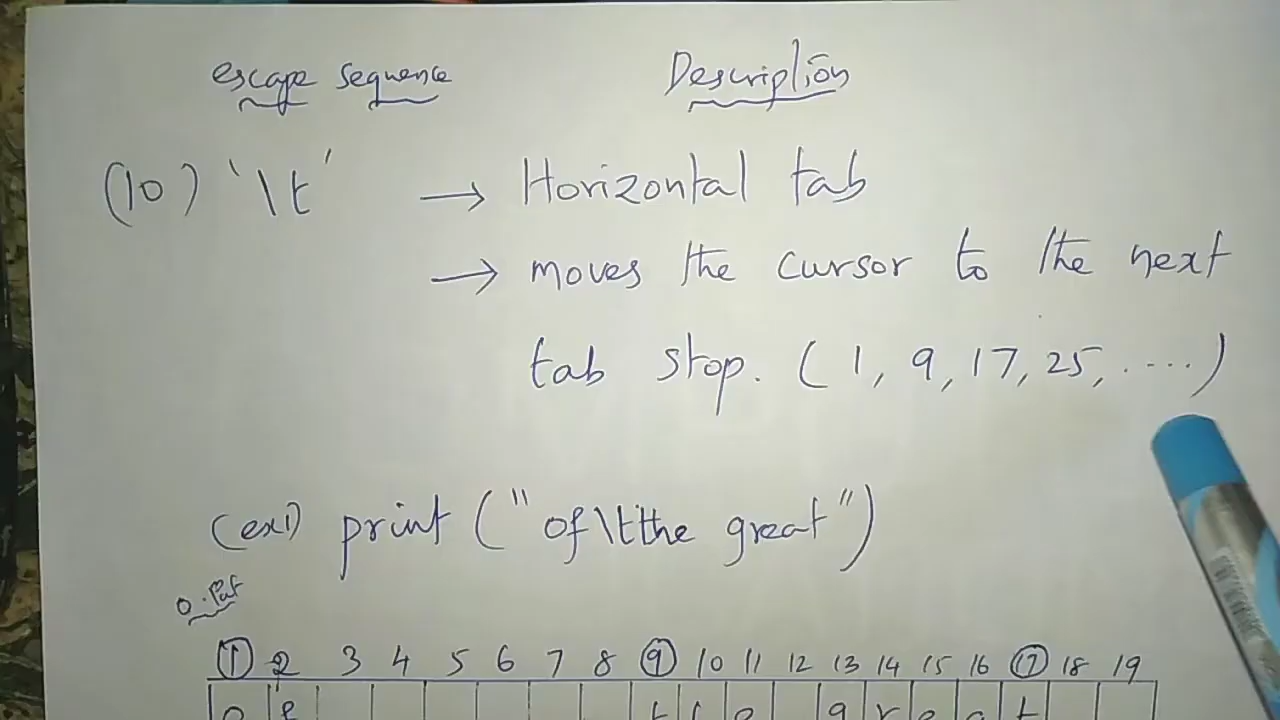 escape sequence Description
(10) '\t' → Horizontal tab
→ moves the cursor to the next
tab stop. (1, 9, 17, 25, ....)
(ex1) print ("of\tthe great")
o.Put
1 2 3 4 5 6 7 8 9 10 11 12 13 14 15 16 17 18 19
o f t h e g r e a t